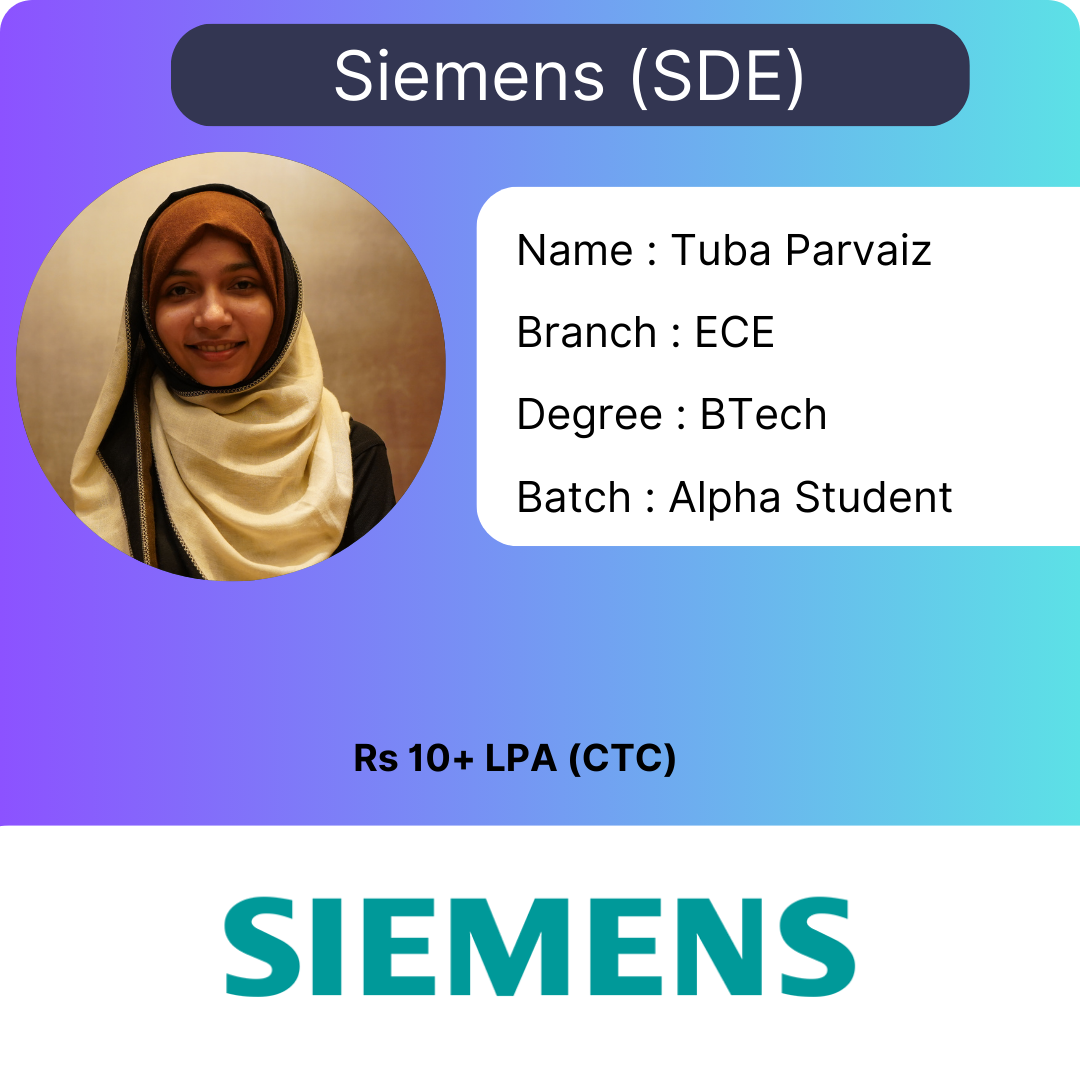 Siemens (SDE)
Name : Tuba Parvaiz
Branch : ECE
Degree : BTech
Batch : Alpha Student
Rs 10+ LPA (CTC)
SIEMENS